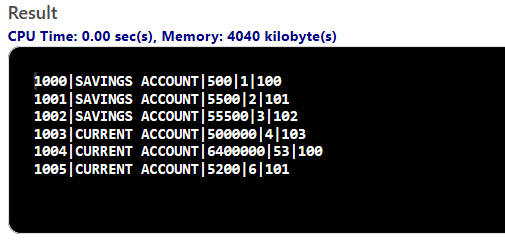 Result
CPU Time: 0.00 sec(s), Memory: 4040 kilobyte(s)
1000|SAVINGS ACCOUNT|500|1|100
1001|SAVINGS ACCOUNT|5500|2|101
1002|SAVINGS ACCOUNT|55500|3|102
1003|CURRENT ACCOUNT|500000|4|103
1004|CURRENT ACCOUNT|6400000|53|100
1005|CURRENT ACCOUNT|5200|6|101